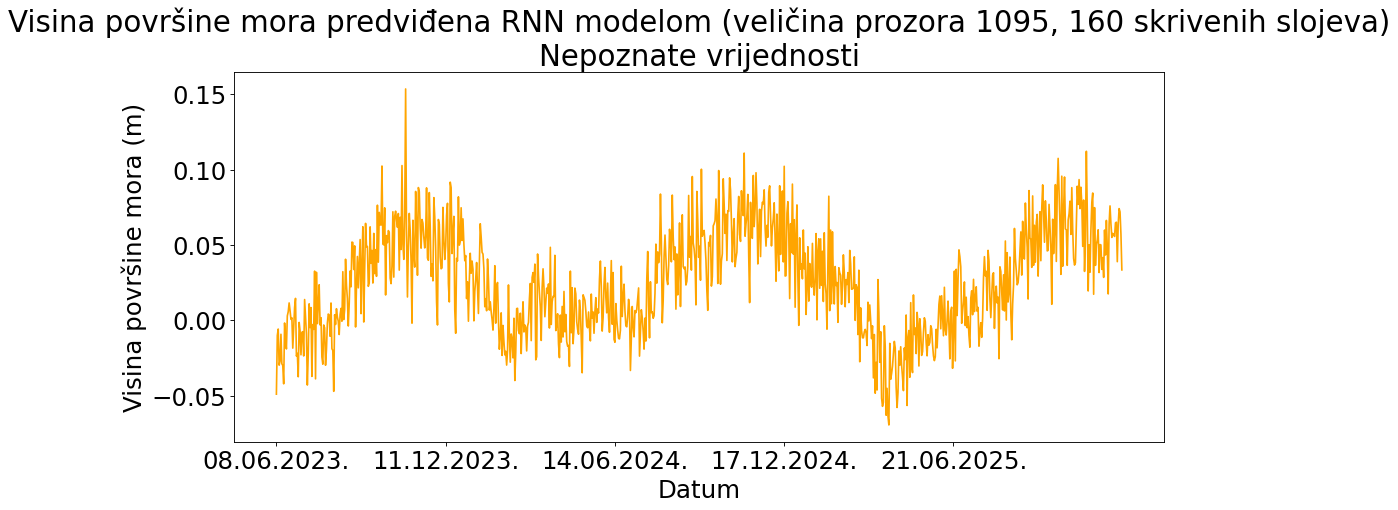 Visina površine mora predviđena RNN modelom (veličina prozora 1095, 160 skrivenih slojeva)
Nepoznate vrijednosti
Visina površine mora (m)
0.15
0.10
0.05
0.00
−0.05
08.06.2023. 11.12.2023. 14.06.2024. 17.12.2024. 21.06.2025.
Datum